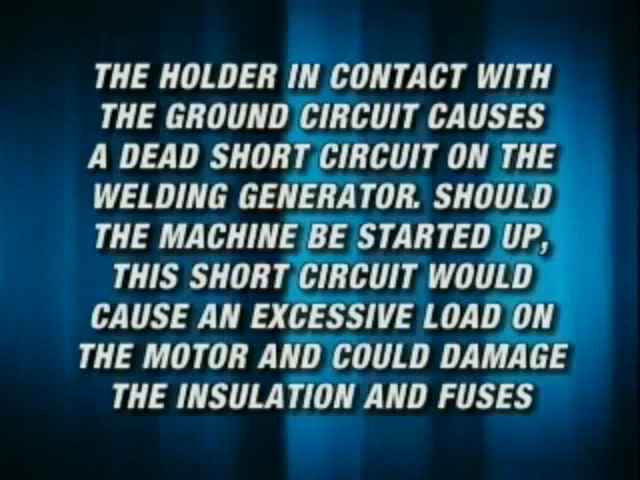 THE HOLDER IN CONTACT WITH
THE GROUND CIRCUIT CAUSES
A DEAD SHORT CIRCUIT ON THE
WELDING GENERATOR. SHOULD
THE MACHINE BE STARTED UP,
THIS SHORT CIRCUIT WOULD
CAUSE AN EXCESSIVE LOAD ON
THE MOTOR AND COULD DAMAGE
THE INSULATION AND FUSES